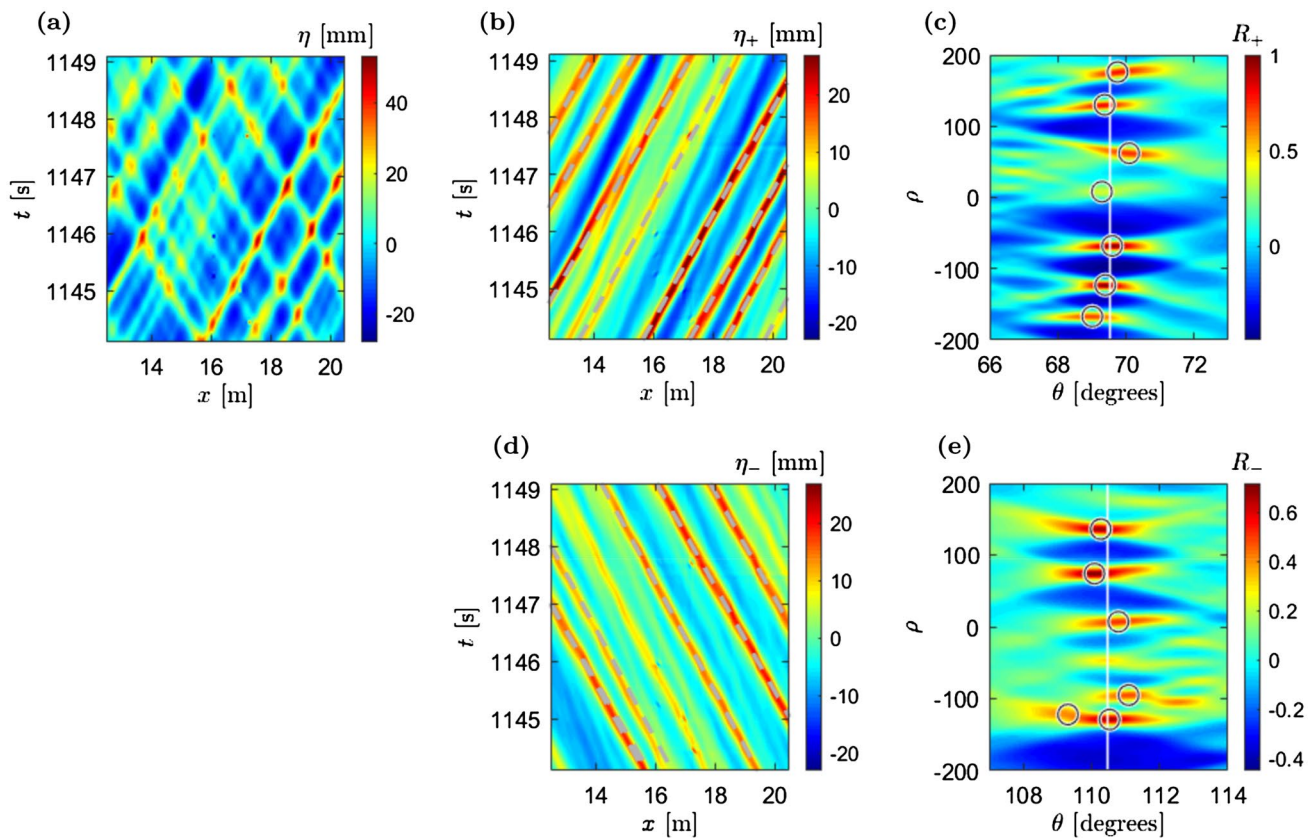 (a)
η [mm]
1149
1148
1147
1146
1145
t [s]
14 16 18 20
x [m]
40
20
0
-20
(b)
η+ [mm]
1149
1148
1147
1146
1145
t [s]
14 16 18 20
x [m]
20
10
0
-10
-20
(c)
R+
200
100
0
-100
-200
ρ
66 68 70 72
θ [degrees]
1
0.5
0
(d)
η− [mm]
1149
1148
1147
1146
1145
t [s]
14 16 18 20
x [m]
20
10
0
-10
-20
(e)
R−
200
100
0
-100
-200
ρ
108 110 112 114
θ [degrees]
0.6
0.4
0.2
0
-0.2
-0.4